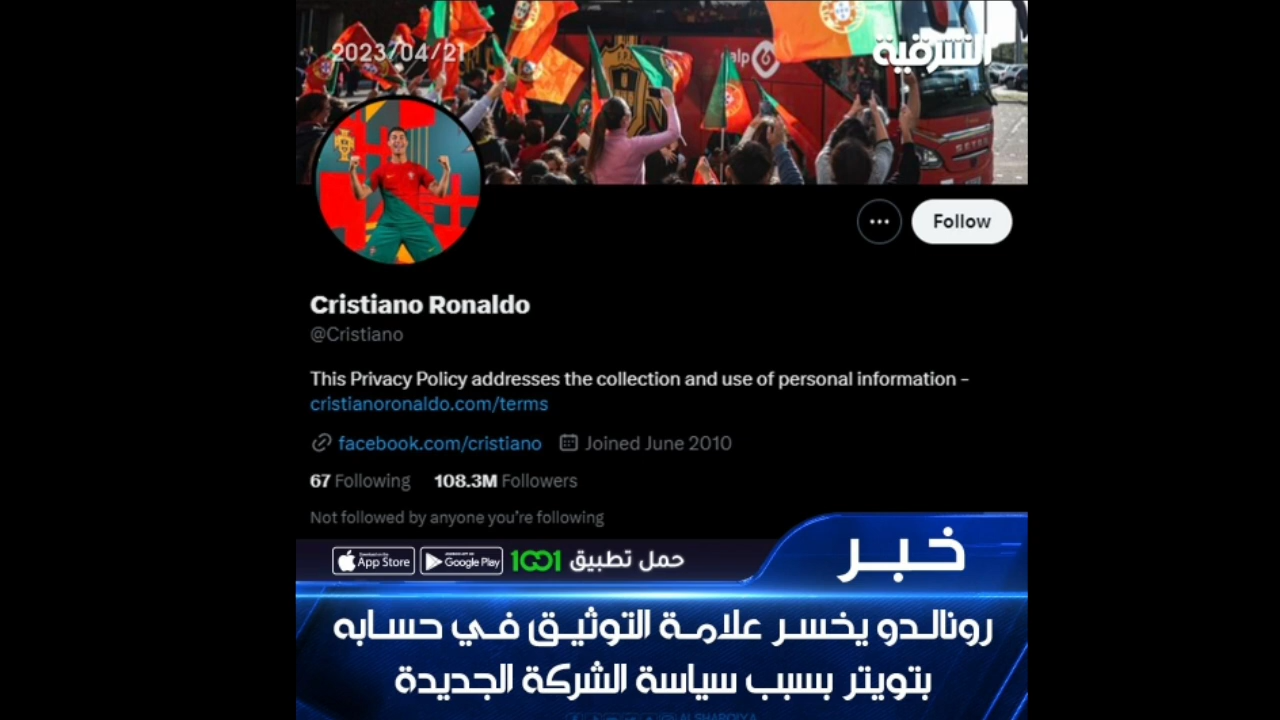 2023/04/21
الشرقية
galp
SETRA
Follow
Cristiano Ronaldo
@Cristiano
This Privacy Policy addresses the collection and use of personal information –
cristianoronaldo.com/terms
facebook.com/cristiano Joined June 2010
67 Following 108.3M Followers
Not followed by anyone you're following
خبر
App Store Google Play 1001 حمل تطبيق
رونالدو يخسر علامة التوثيق في حسابه
بتويتر بسبب سياسة الشركة الجديدة
ALSHARQIYA